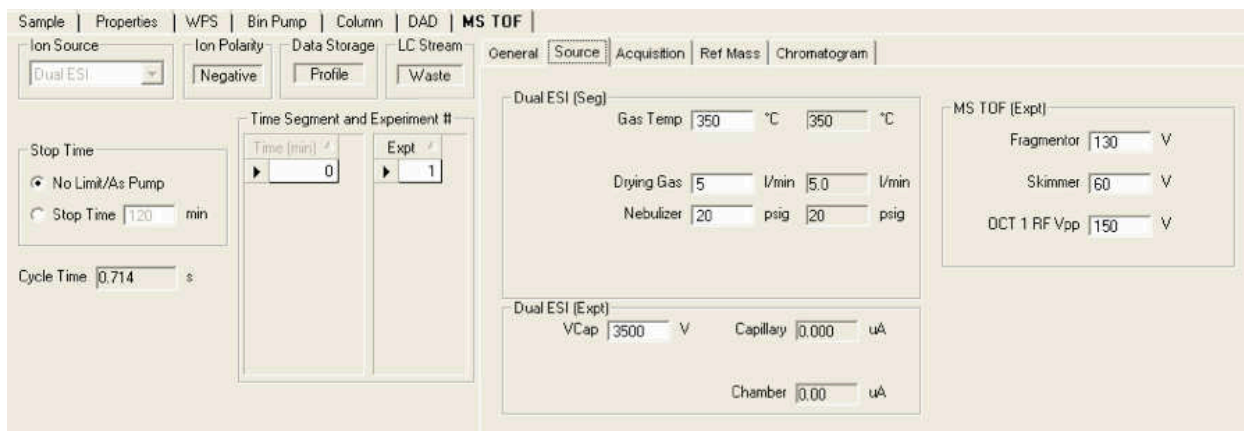 Sample | Properties | WPS | Bin Pump | Column | DAD | MS TOF
Ion Source
Dual ESI
Ion Polarity
Negative
Data Storage
Profile
LC Stream
Waste
Stop Time
No Limit/As Pump
Stop Time 120 min
Cycle Time 0.714 s
Time Segment and Experiment #
Time (min)
0
Expt
1
General Source Acquisition Ref Mass Chromatogram
Dual ESI (Seg)
Gas Temp 350 °C 350 °C
Drying Gas 5 l/min 5.0 l/min
Nebulizer 20 psig 20 psig
Dual ESI (Expt)
VCap 3500 V Capillary 0.000 uA
Chamber 0.00 uA
MS TOF (Expt)
Fragmentor 130 V
Skimmer 60 V
OCT 1 RF Vpp 150 V